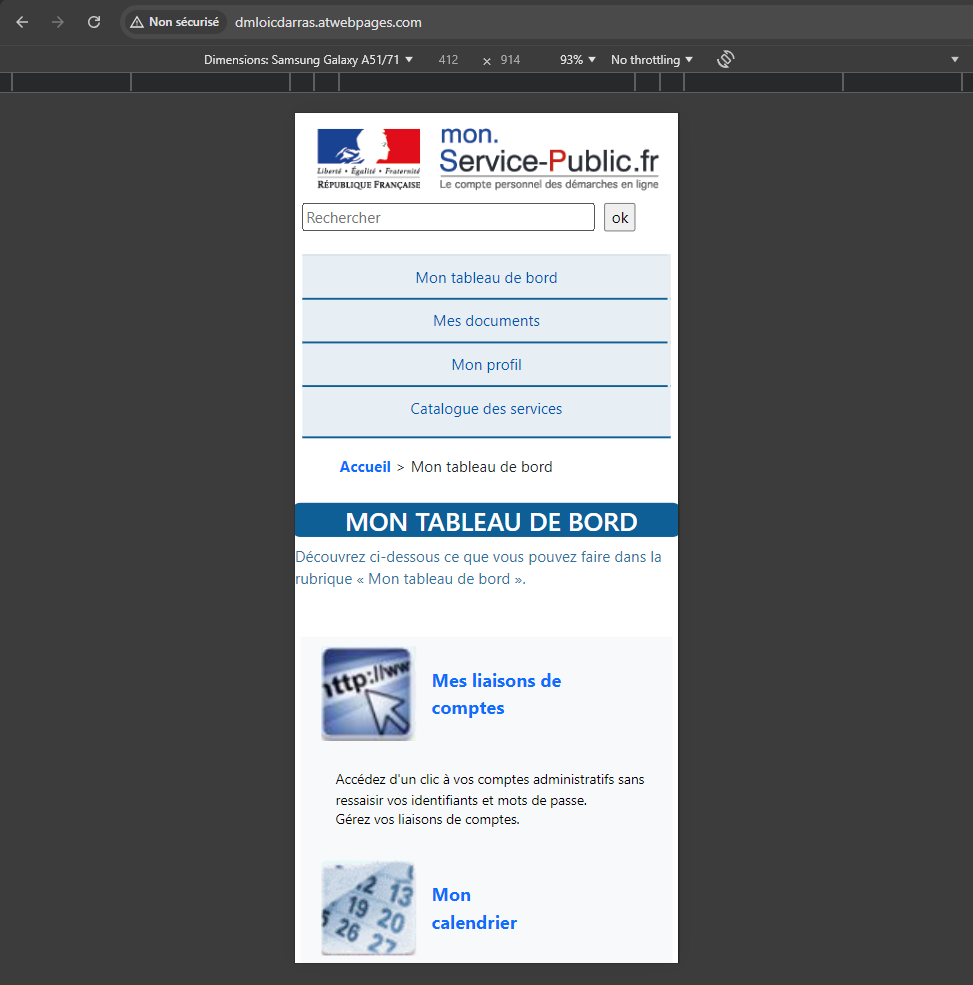 Non sécurisé dmloicdarras.atwebpages.com
Dimensions: Samsung Galaxy A51/71 412 × 914 93% No throttling
mon.
Service-Public.fr
Liberté • Égalité • Fraternité
RÉPUBLIQUE FRANÇAISE
Le compte personnel des démarches en ligne
Rechercher ok
Mon tableau de bord
Mes documents
Mon profil
Catalogue des services
Accueil > Mon tableau de bord
MON TABLEAU DE BORD
Découvrez ci-dessous ce que vous pouvez faire dans la
rubrique « Mon tableau de bord ».
http://ww
Mes liaisons de
comptes
Accédez d'un clic à vos comptes administratifs sans
ressaisir vos identifiants et mots de passe.
Gérez vos liaisons de comptes.
12 13
19 20
26 27
Mon
calendrier